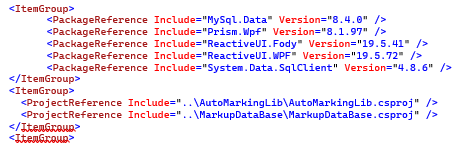 <ItemGroup>
<PackageReference Include="MySql.Data" Version="8.4.0" />
<PackageReference Include="Prism.Wpf" Version="8.1.97" />
<PackageReference Include="ReactiveUI.Fody" Version="19.5.41" />
<PackageReference Include="ReactiveUI.WPF" Version="19.5.72" />
<PackageReference Include="System.Data.SqlClient" Version="4.8.6" />
</ItemGroup>
<ItemGroup>
<ProjectReference Include="..\AutoMarkingLib\AutoMarkingLib.csproj" />
<ProjectReference Include="..\MarkupDataBase\MarkupDataBase.csproj" />
</ItemGroup>
<ItemGroup>